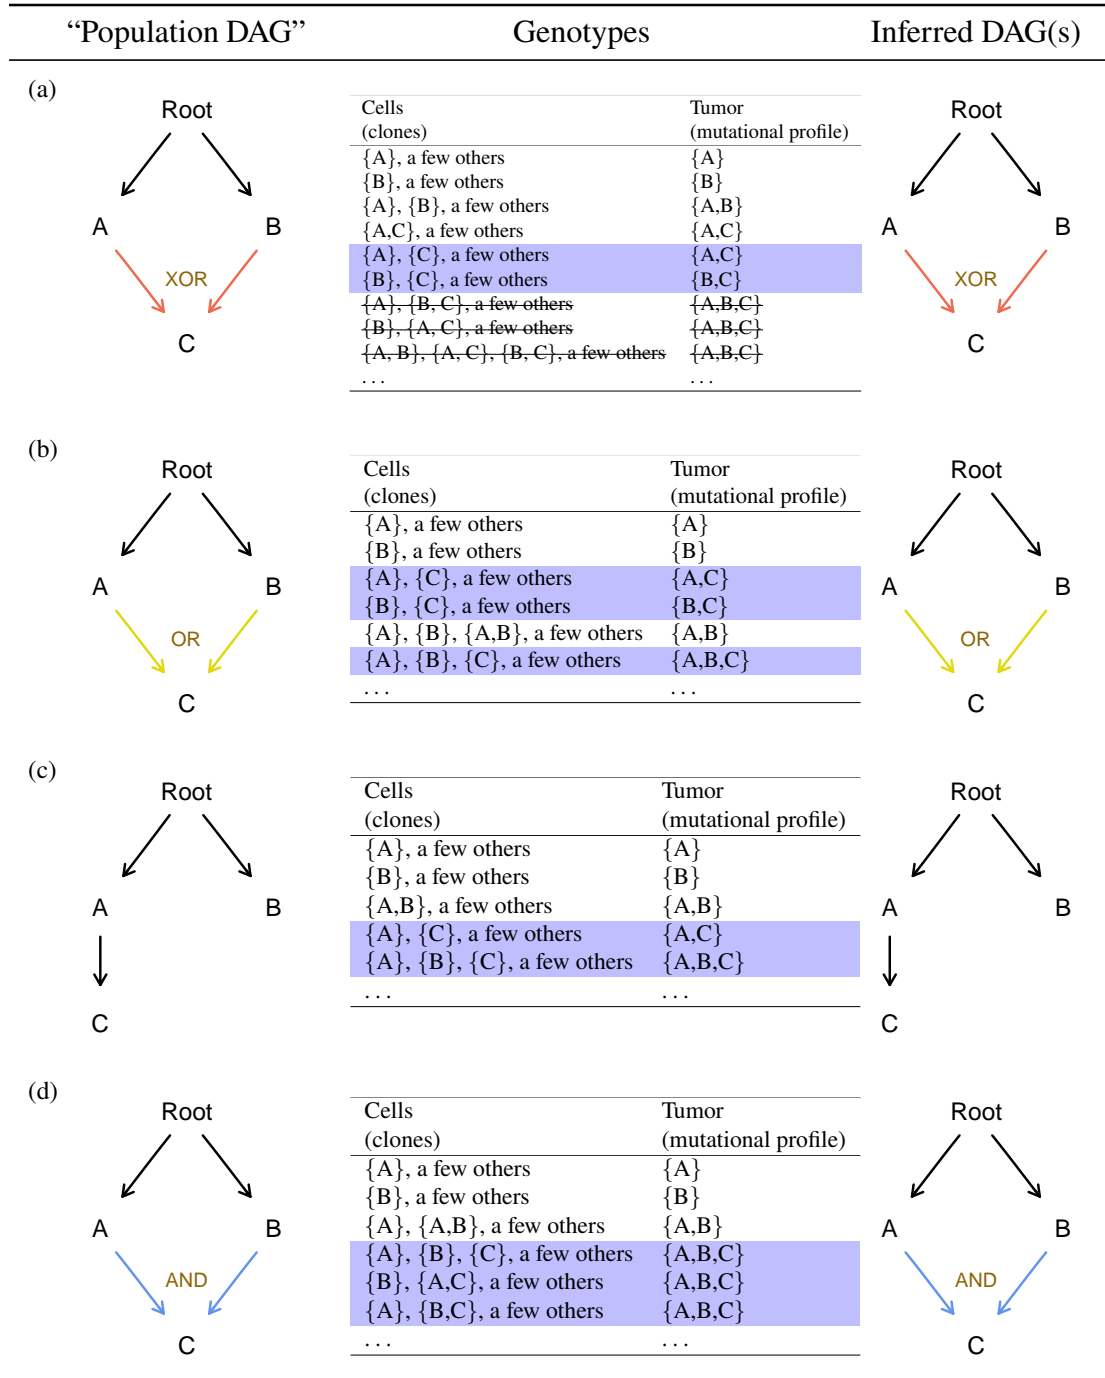 “Population DAG” Genotypes Inferred DAG(s)
(a)
Root
A B
XOR
C
Cells Tumor
(clones) (mutational profile)
{A}, a few others {A}
{B}, a few others {B}
{A}, {B}, a few others {A,B}
{A,C}, a few others {A,C}
{A}, {C}, a few others {A,C}
{B}, {C}, a few others {B,C}
{A}, {B, C}, a few others {A,B,C}
{B}, {A, C}, a few others {A,B,C}
{A, B}, {A, C}, {B, C}, a few others {A,B,C}
. . . . . .
Root
A B
XOR
C
(b)
Root
A B
OR
C
Cells Tumor
(clones) (mutational profile)
{A}, a few others {A}
{B}, a few others {B}
{A}, {C}, a few others {A,C}
{B}, {C}, a few others {B,C}
{A}, {B}, {A,B}, a few others {A,B}
{A}, {B}, {C}, a few others {A,B,C}
. . . . . .
Root
A B
OR
C
(c)
Root
A B
C
Cells Tumor
(clones) (mutational profile)
{A}, a few others {A}
{B}, a few others {B}
{A,B}, a few others {A,B}
{A}, {C}, a few others {A,C}
{A}, {B}, {C}, a few others {A,B,C}
. . . . . .
Root
A B
C
(d)
Root
A B
AND
C
Cells Tumor
(clones) (mutational profile)
{A}, a few others {A}
{B}, a few others {B}
{A}, {A,B}, a few others {A,B}
{A}, {B}, {C}, a few others {A,B,C}
{B}, {A,C}, a few others {A,B,C}
{A}, {B,C}, a few others {A,B,C}
. . . . . .
Root
A B
AND
C